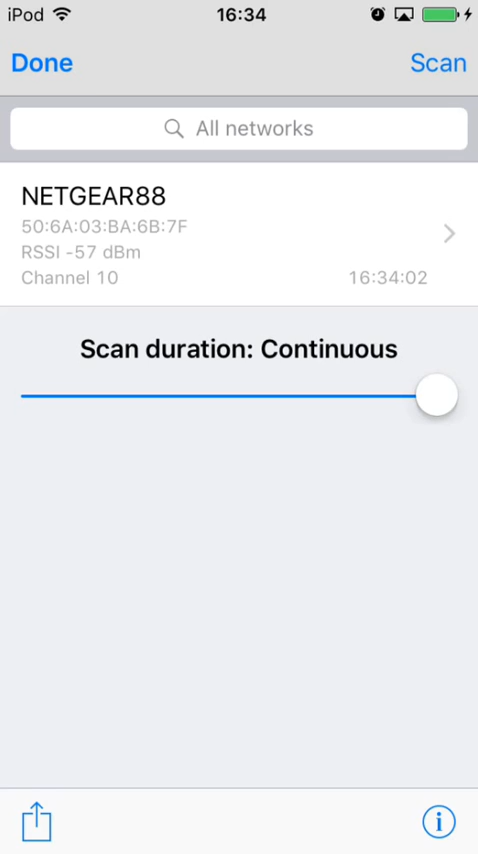 iPod 16:34
Done Scan
All networks
NETGEAR88
50:6A:03:BA:6B:7F
RSSI -57 dBm
Channel 10 16:34:02
Scan duration: Continuous